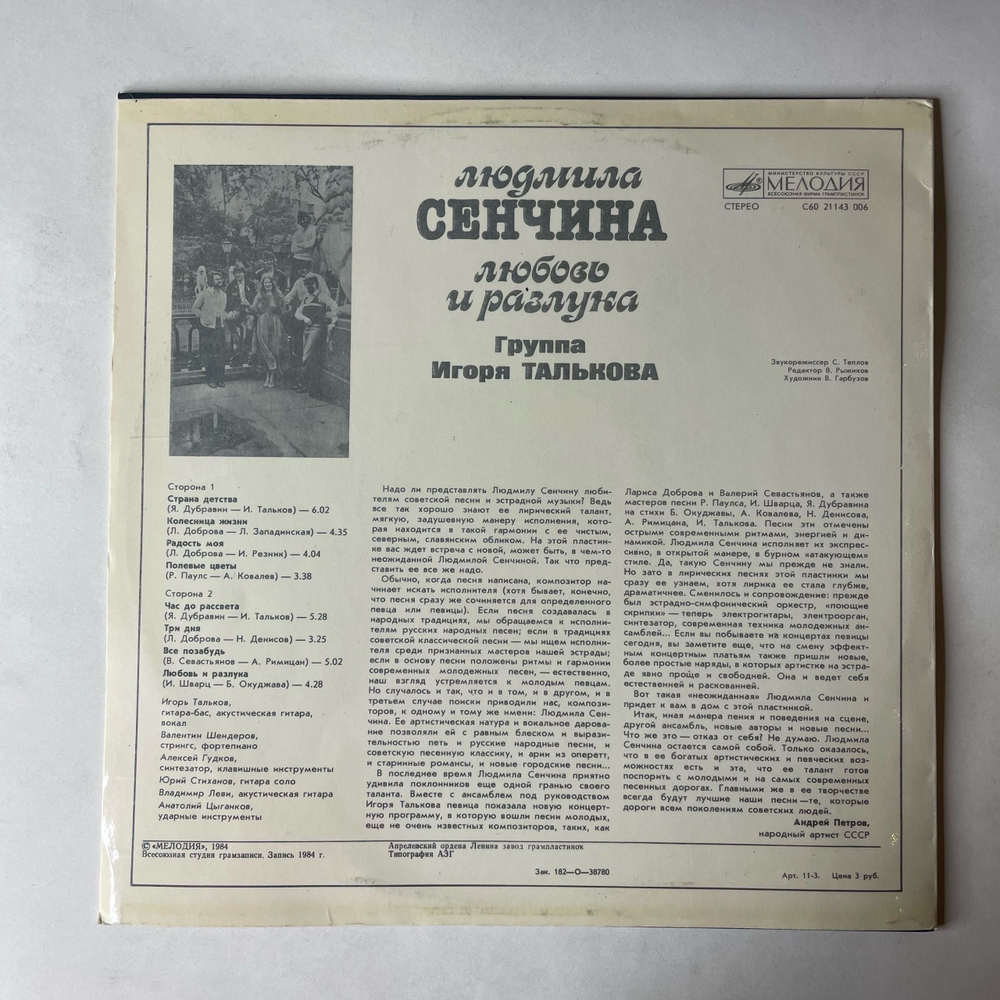 людмила
СЕНЧИНА
любовь
и разлука
Группа
Игоря ТАЛЬКОВА
МИНИСТЕРСТВО КУЛЬТУРЫ СССР
МЕЛОДИЯ
ВСЕСОЮЗНАЯ ФИРМА ГРАМПЛАСТИНОК
СТЕРЕО С60 21143 006
Звукорежиссер С. Теплов
Редактор В. Рыжиков
Художник В. Гарбузов
Сторона 1
Страна детства
(Я. Дубравин — И. Тальков) — 6.02
Колесница жизни
(Л. Доброва — Л. Западинская) — 4.35
Радость моя
(Л. Доброва — И. Резник) — 4.04
Полевые цветы
(Р. Паулс — А. Ковалев) — 3.38
Сторона 2
Час до рассвета
(Я. Дубравин — И. Тальков) — 5.28
Три дня
(Л. Доброва — Н. Денисов) — 3.25
Все позабудь
(В. Севастьянов — А. Римицан) — 5.02
Любовь и разлука
(И. Шварц — Б. Окуджава) — 4.28
Игорь Тальков,
гитара-бас, акустическая гитара,
вокал
Валентин Шендеров,
стрингс, фортепиано
Алексей Гудков,
синтезатор, клавишные инструменты
Юрий Стиханов, гитара соло
Владимир Леви, акустическая гитара
Анатолий Цыганков,
ударные инструменты
Надо ли представлять Людмилу Сенчину люби-
телям советской песни и эстрадной музыки? Ведь
все так хорошо знают ее лирический талант,
мягкую, задушевную манеру исполнения, кото-
рая находится в такой гармонии с ее чистым,
северным, славянским обликом. На этой пластин-
ке вас ждет встреча с новой, может быть, в чем-то
неожиданной Людмилой Сенчиной. Так что пред-
ставить ее все же надо.
Обычно, когда песня написана, композитор на-
чинает искать исполнителя (хотя бывает, конечно,
что песня сразу же сочиняется для определенного
певца или певицы). Если песня создавалась в
народных традициях, мы обращаемся к исполни-
телям русских народных песен; если в традициях
советской классической песни — мы ищем исполни-
теля среди признанных мастеров нашей эстрады;
если в основу песни положены ритмы и гармонии
современных молодежных песен, — естественно,
наш взгляд устремляется к молодым певцам.
Но случалось и так, что и в том, и в другом, и в
третьем случае поиски приводили нас, компози-
торов, к одному и тому же имени: Людмила Сен-
чина. Ее артистическая натура и вокальное дарова-
ние позволяли ей с равным блеском и вырази-
тельностью петь и русские народные песни, и
советскую песенную классику, и арии из оперетт,
и старинные романсы, и новые городские песни...
В последнее время Людмила Сенчина приятно
удивила поклонников еще одной гранью своего
таланта. Вместе с ансамблем под руководством
Игоря Талькова певица показала новую концерт-
ную программу, в которую вошли песни молодых,
еще не очень известных композиторов, таких, как
Лариса Доброва и Валерий Севастьянов, а также
мастеров песни Р. Паулса, И. Шварца, Я. Дубравина
на стихи Б. Окуджавы, А. Ковалева, Н. Денисова,
А. Римицана, И. Талькова. Песни эти отмечены
острыми современными ритмами, энергией и ди-
намикой. Людмила Сенчина исполняет их экспрес-
сивно, в открытой манере, в бурном «атакующем»
стиле. Да, такую Сенчину мы прежде не знали.
Но зато в лирических песнях этой пластинки мы
сразу ее узнаем, хотя лирика ее стала глубже,
драматичнее. Сменилось и сопровождение: прежде
был эстрадно-симфонический оркестр, «поющие
скрипки» — теперь электрогитары, электроорган,
синтезатор, современная техника молодежных ан-
самблей... Если вы побываете на концертах певицы
сегодня, вы заметите еще, что на смену эффект-
ным концертным платьям также пришли новые,
более простые наряды, в которых артистке на эстра-
де явно проще и свободней. Она и ведет себя
естественней и раскованней.
Вот такая «неожиданная» Людмила Сенчина и
придет к вам в дом с этой пластинкой.
Итак, иная манера пения и поведения на сцене,
другой ансамбль, новые авторы и новые песни...
Что же это — отказ от себя? Не думаю. Людмила
Сенчина остается самой собой. Только оказалось,
что в ее богатых артистических и певческих воз-
можностях есть и эта, что ее талант готов
поспорить с молодыми и на самых современных
песенных дорогах. Главными же в ее творчестве
всегда будут лучшие наши песни — те, которые
дороги всем поколениям советских людей.
Андрей Петров,
народный артист СССР
© «МЕЛОДИЯ», 1984
Всесоюзная студия грамзаписи. Запись 1984 г.
Апрелевский ордена Ленина завод грампластинок
Типография АЗГ
Зак. 182—О—38780
Арт. 11-3. Цена 3 руб.